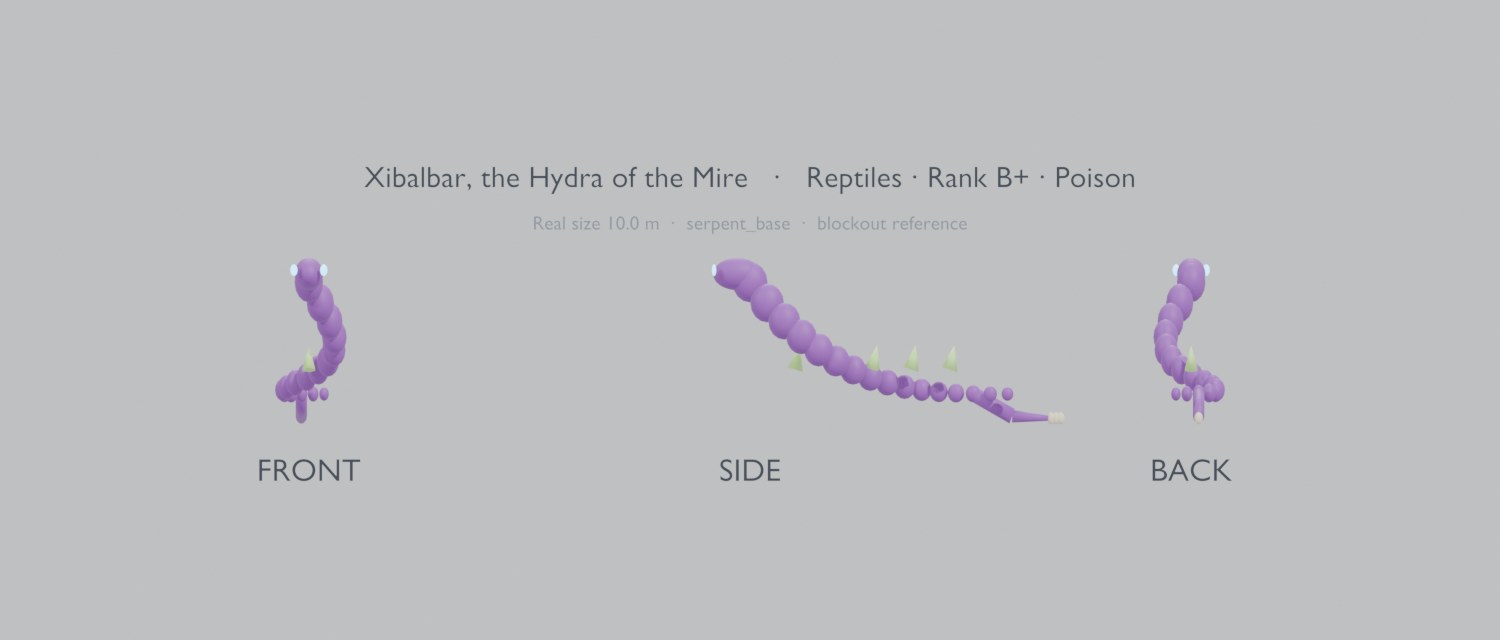 Xibalbar, the Hydra of the Mire · Reptiles · Rank B+ · Poison
Real size 10.0 m · serpent_base · blockout reference
FRONT
SIDE
BACK